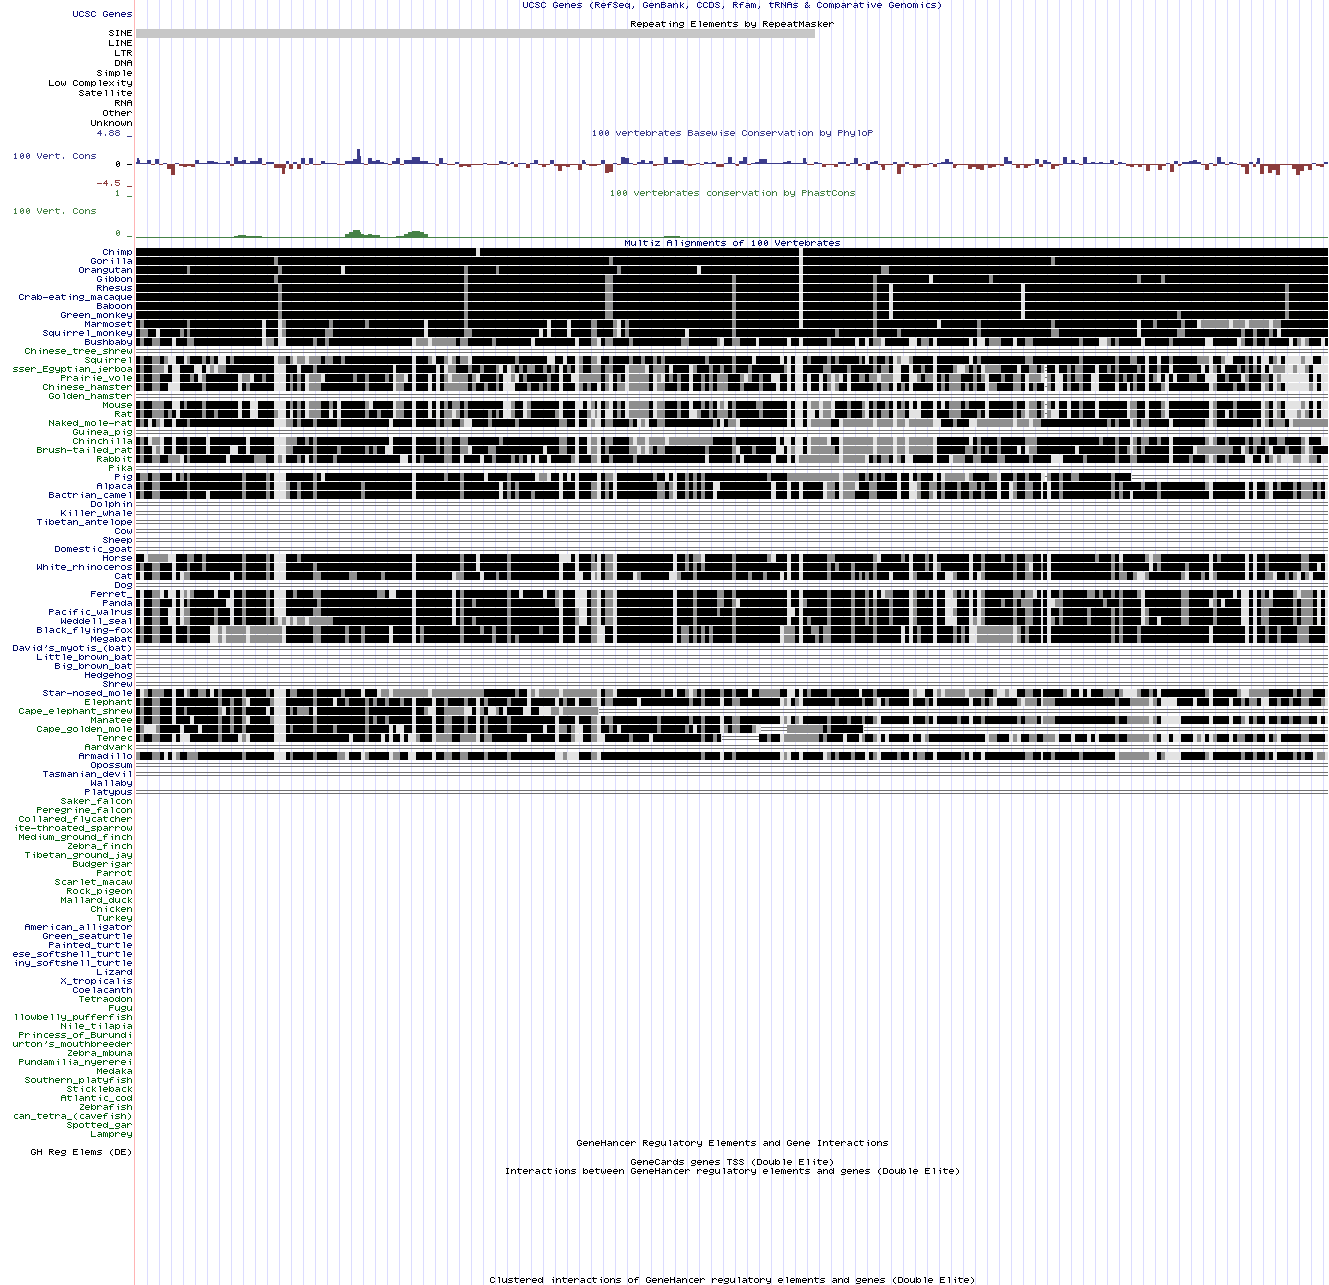 UCSC Genes (RefSeq, GenBank, CCDS, Rfam, tRNAs & Comparative Genomics)
UCSC Genes
Repeating Elements by RepeatMasker
SINE
LINE
LTR
DNA
Simple
Low Complexity
Satellite
RNA
Other
Unknown
4.88 _
100 vertebrates Basewise Conservation by PhyloP
100 Vert. Cons
0 -
-4.5 _
1 _
100 vertebrates conservation by PhastCons
100 Vert. Cons
0 _
Multiz Alignments of 100 Vertebrates
Chimp
Gorilla
Orangutan
Gibbon
Rhesus
Crab-eating_macaque
Baboon
Green_monkey
Marmoset
Squirrel_monkey
Bushbaby
Chinese_tree_shrew
Squirrel
sser_Egyptian_jerboa
Prairie_vole
Chinese_hamster
Golden_hamster
Mouse
Rat
Naked_mole-rat
Guinea_pig
Chinchilla
Brush-tailed_rat
Rabbit
Pika
Pig
Alpaca
Bactrian_camel
Dolphin
Killer_whale
Tibetan_antelope
Cow
Sheep
Domestic_goat
Horse
White_rhinoceros
Cat
Dog
Ferret_
Panda
Pacific_walrus
Weddell_seal
Black_flying-fox
Megabat
David's_myotis_(bat)
Little_brown_bat
Big_brown_bat
Hedgehog
Shrew
Star-nosed_mole
Elephant
Cape_elephant_shrew
Manatee
Cape_golden_mole
Tenrec
Aardvark
Armadillo
Opossum
Tasmanian_devil
Wallaby
Platypus
Saker_falcon
Peregrine_falcon
Collared_flycatcher
ite-throated_sparrow
Medium_ground_finch
Zebra_finch
Tibetan_ground_jay
Budgerigar
Parrot
Scarlet_macaw
Rock_pigeon
Mallard_duck
Chicken
Turkey
American_alligator
Green_seaturtle
Painted_turtle
ese_softshell_turtle
iny_softshell_turtle
Lizard
X_tropicalis
Coelacanth
Tetraodon
Fugu
llowbelly_pufferfish
Nile_tilapia
Princess_of_Burundi
urton's_mouthbreeder
Zebra_mbuna
Pundamilia_nyererei
Medaka
Southern_platyfish
Stickleback
Atlantic_cod
Zebrafish
can_tetra_(cavefish)
Spotted_gar
Lamprey
GeneHancer Regulatory Elements and Gene Interactions
GH Reg Elems (DE)
GeneCards genes TSS (Double Elite)
Interactions between GeneHancer regulatory elements and genes (Double Elite)
Clustered interactions of GeneHancer regulatory elements and genes (Double Elite)